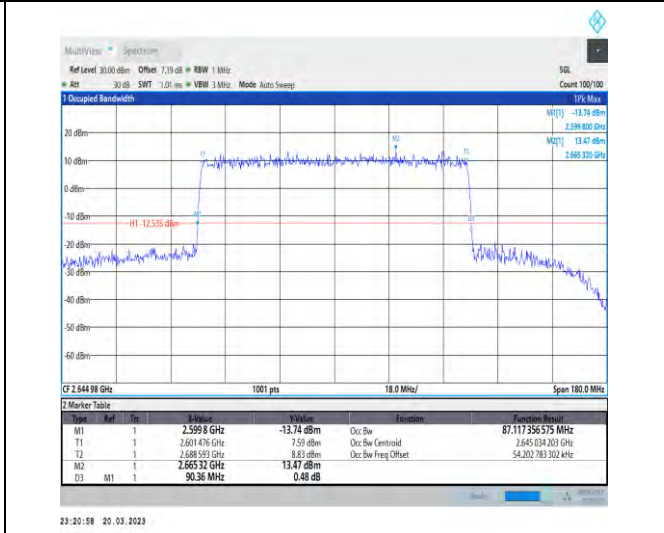 MultiView Spectrum
Ref Level 30.00 dBm Offset 7.19 dB RBW 1 MHz SGL
Att 30 dB SWT 1.01 ms VBW 3 MHz Mode Auto Sweep Count 100/100
1 Occupied Bandwidth 1Pk Max
M1[1] -13.74 dBm
2.599 800 GHz
20 dBm
M2[1] 13.47 dBm
2.665 320 GHz
M2
T1 T2
10 dBm
0 dBm
-10 dBm
M1 D3
H1 -12.535 dBm
-20 dBm
-30 dBm
-40 dBm
-50 dBm
-60 dBm
CF 2.644 98 GHz 1001 pts 18.0 MHz/ Span 180.0 MHz
2 Marker Table
Type Ref Trc X-Value Y-Value Function Function Result
M1 1 2.599 8 GHz -13.74 dBm Occ Bw 87.117 356 575 MHz
T1 1 2.601 476 GHz 7.59 dBm Occ Bw Centroid 2.645 034 203 GHz
T2 1 2.688 593 GHz 8.83 dBm Occ Bw Freq Offset 54.202 783 302 kHz
M2 1 2.665 32 GHz 13.47 dBm
D3 M1 1 90.36 MHz 0.48 dB
23:20:58 20.03.2023